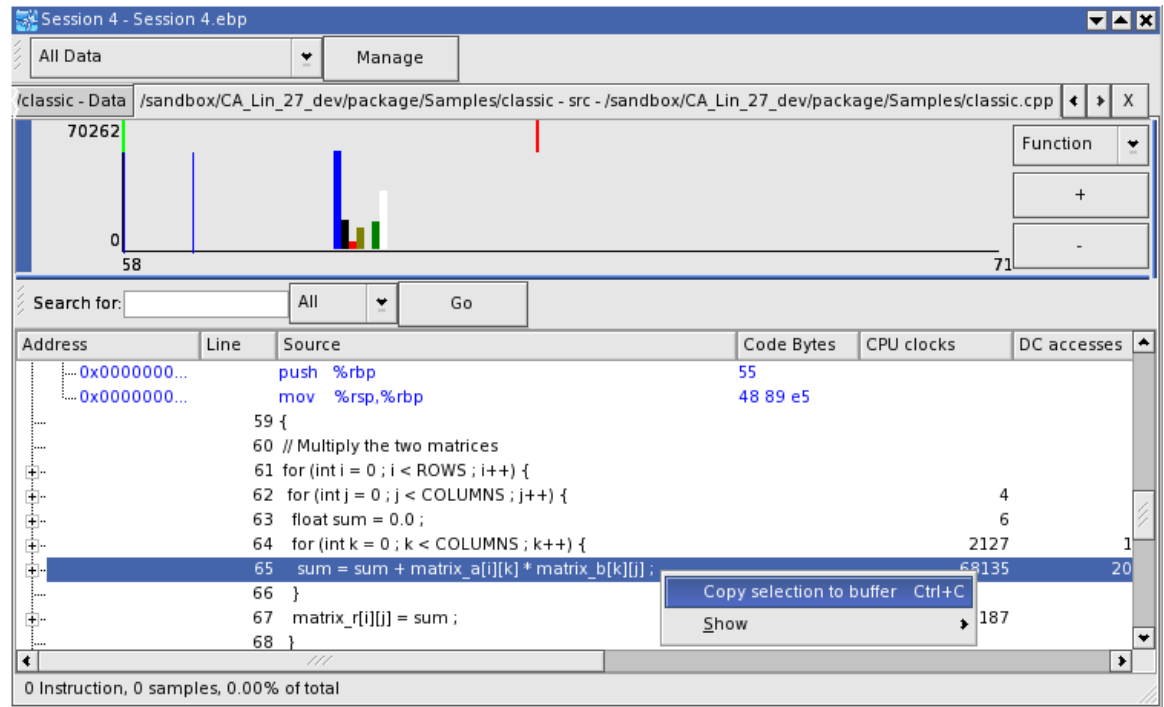 Session 4 - Session 4.ebp
All Data Manage
/classic - Data /sandbox/CA_Lin_27_dev/package/Samples/classic - src - /sandbox/CA_Lin_27_dev/package/Samples/classic.cpp X
70262
Function
+
0
-
58 71
Search for: All Go
Address Line Source Code Bytes CPU clocks DC accesses
0x0000000... push %rbp 55
0x0000000... mov %rsp,%rbp 48 89 e5
59 {
60 // Multiply the two matrices
61 for (int i = 0 ; i < ROWS ; i++) {
62 for (int j = 0 ; j < COLUMNS ; j++) { 4
63 float sum = 0.0 ; 6
64 for (int k = 0 ; k < COLUMNS ; k++) { 2127 1
65 sum = sum + matrix_a[i][k] * matrix_b[k][j] ; 68135 20
66 }
Copy selection to buffer Ctrl+C
67 matrix_r[i][j] = sum ; 187
Show
68 }
0 Instruction, 0 samples, 0.00% of total